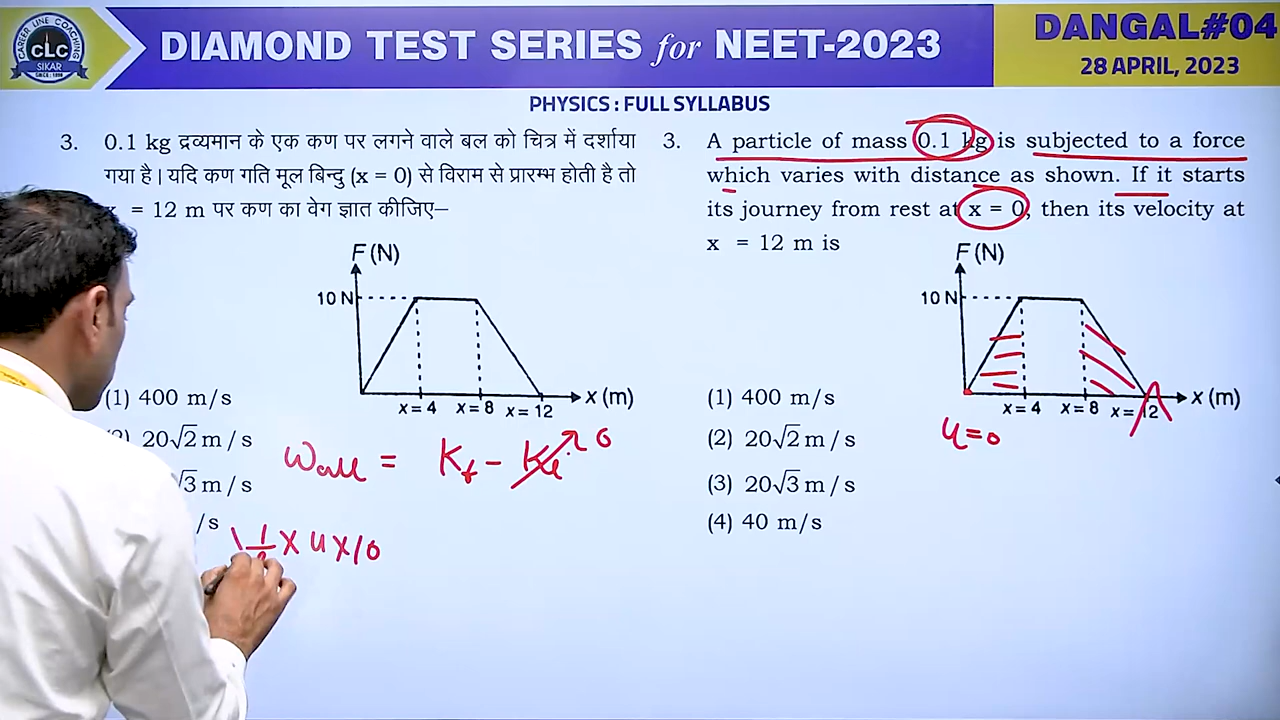 CAREER LINE COACHING
CLC
SIKAR
SINCE : 1996
DIAMOND TEST SERIES for NEET-2023
DANGAL#04
28 APRIL, 2023
PHYSICS : FULL SYLLABUS
3. 0.1 kg द्रव्यमान के एक कण पर लगने वाले बल को चित्र में दर्शाया
गया है। यदि कण गति मूल बिन्दु (x = 0) से विराम से प्रारम्भ होती है तो
= 12 m पर कण का वेग ज्ञात कीजिए–
F (N)
10 N
x = 4 x = 8 x = 12
x (m)
(1) 400 m/s
20√2 m / s
√3 m / s
/s
Wall = Kf - Ki 0
1/2 x 4 x 10
3. A particle of mass 0.1 kg is subjected to a force
which varies with distance as shown. If it starts
its journey from rest at x = 0, then its velocity at
x = 12 m is
F (N)
10 N
x = 4 x = 8 x = 12
x (m)
u=0
(1) 400 m/s
(2) 20√2 m / s
(3) 20√3 m / s
(4) 40 m/s